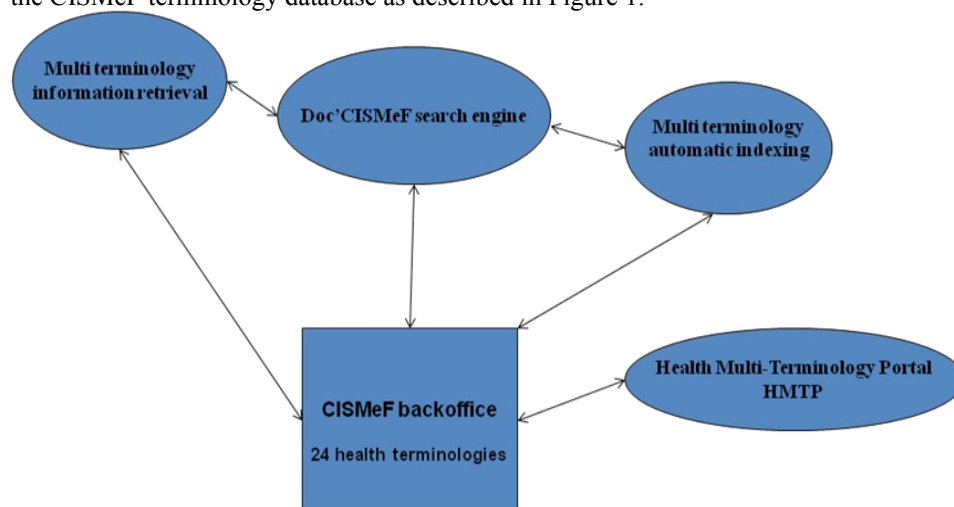 the CISMeF terminology database as described in Figure 1.
Multi terminology
information retrieval
Doc'CISMeF search engine
Multi terminology
automatic indexing
Health Multi-Terminology Portal
HMTP
CISMeF backoffice
24 health terminologies